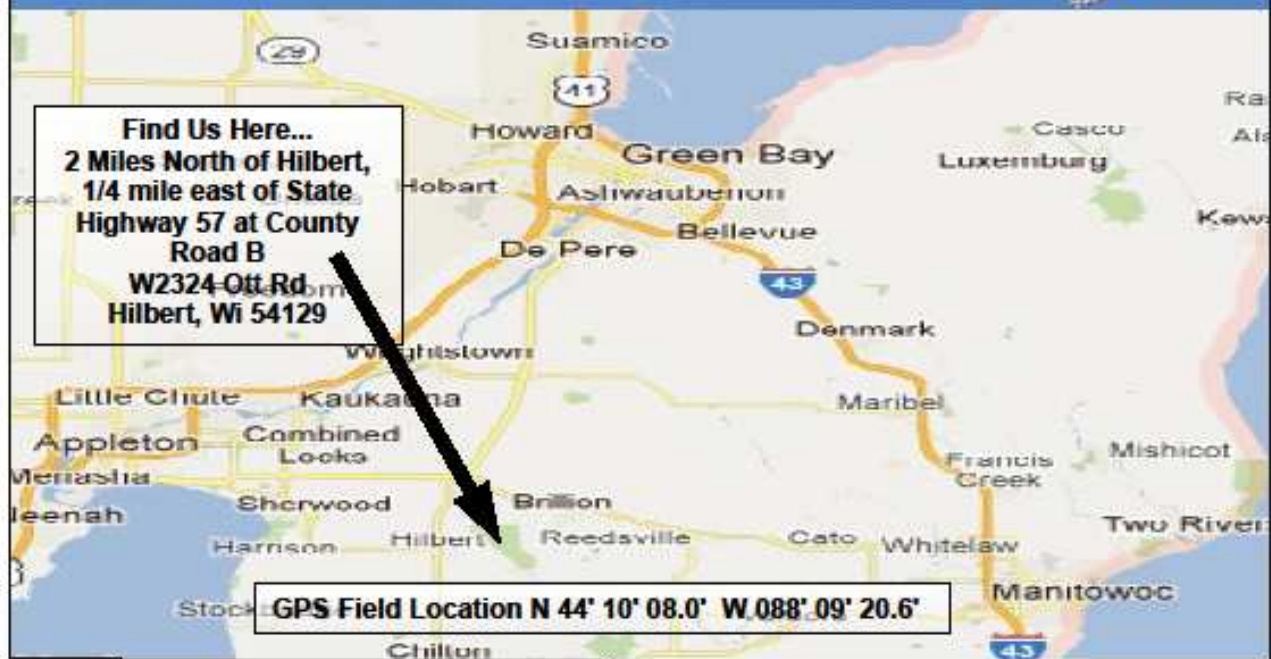 Suamico
29
41
Howard
Casco
Green Bay
Luxemburg
Find Us Here...
2 Miles North of Hilbert,
1/4 mile east of State
Highway 57 at County
Road B
W2324 Ott Rd
Hilbert, Wi 54129
Hobart
Ashwaubenon
Bellevue
De Pere
43
Denmark
Wrightstown
Little Chute
Kaukauna
Maribel
Appleton
Combined
Locks
Mishicot
Menasha
Francis
Creek
Sherwood
Brillion
eenah
Two River
Harrison
Hilbert
Reedsville
Cato
Whitelaw
Manitowoc
GPS Field Location N 44' 10' 08.0' W.088'.09' 20.6'
Chilton
43